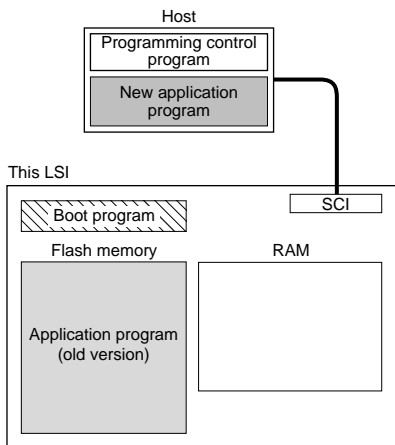 Host
Programming control
program
New application
program
This LSI
SCI
Boot program
Flash memory
RAM
Application program
(old version)